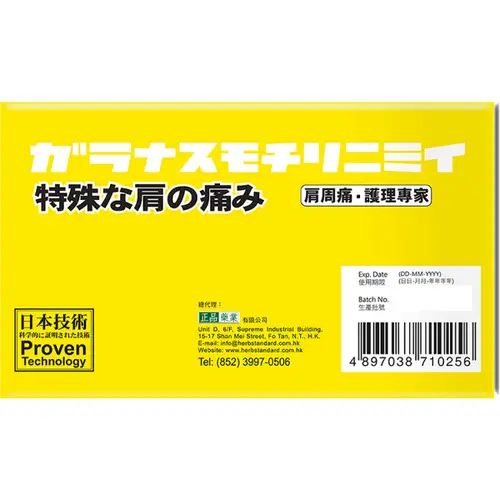 ガラナスモチリニミイ
特殊な肩の痛み
肩周痛・護理專家
Exp. Date (DD-MM-YYYY)
使用期限 (日日-月月-年年年年)
Batch No.
生產批號
日本技術
科学的に証明された技術
Proven
Technology
總代理：
正品藥業 有限公司
Unit D, 6/F, Supreme Industrial Building,
15-17 Shan Mei Street, Fo Tan, N.T., H.K.
E-mail: info@herbstandard.com.hk
Website: www.herbstandard.com.hk
Tel: (852) 3997-0506
4 897038 710256